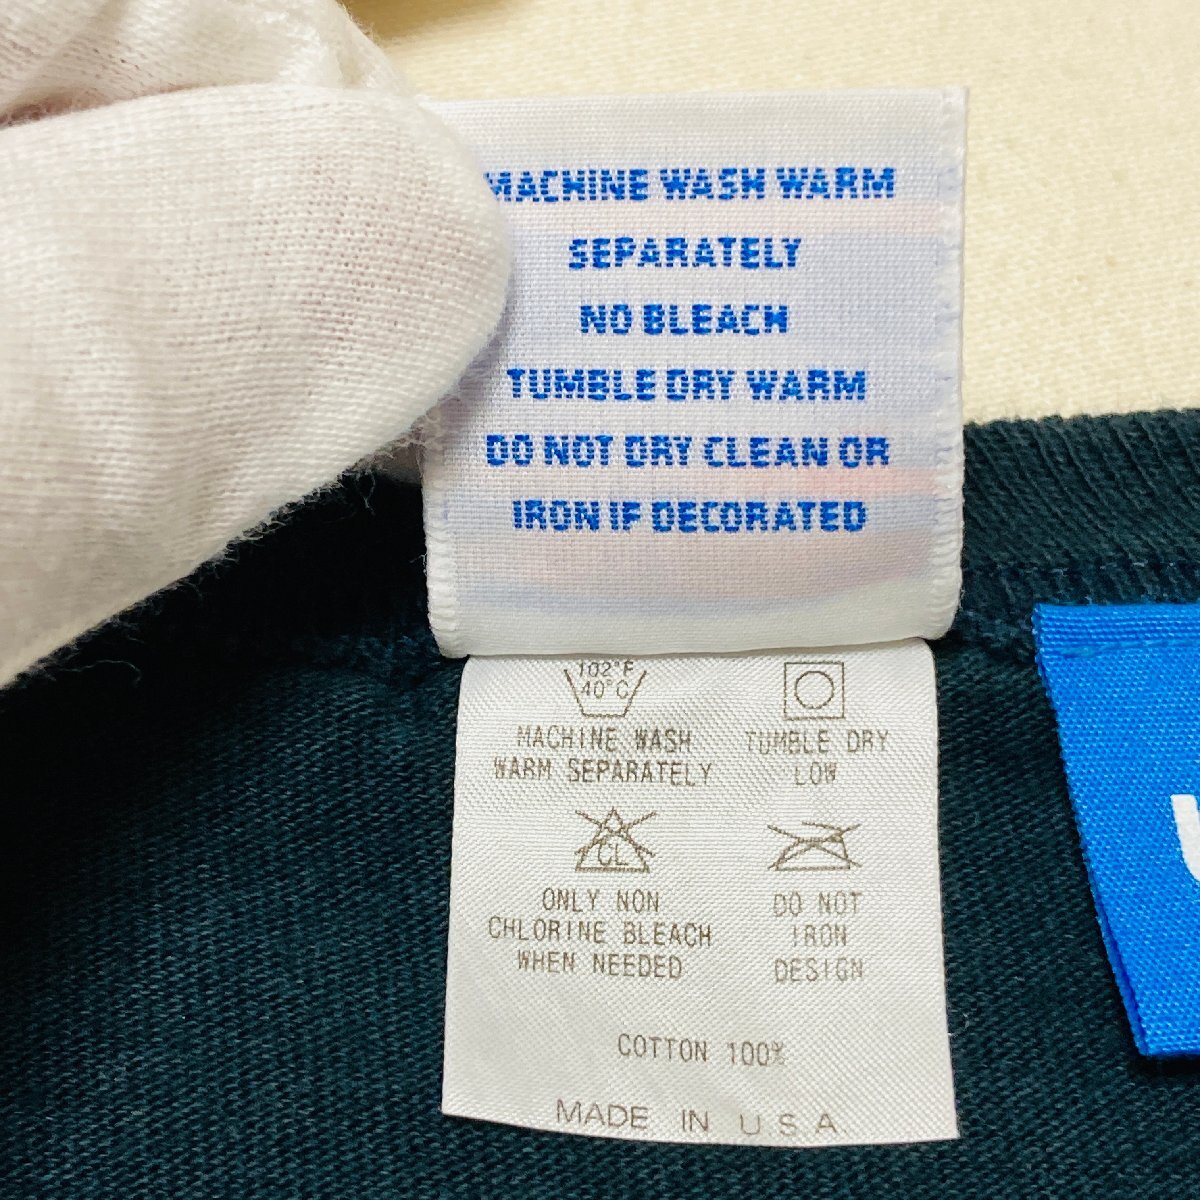 MACHINE WASH WARM
SEPARATELY
NO BLEACH
TUMBLE DRY WARM
DO NOT DRY CLEAN OR
IRON IF DECORATED
102°F
40°C
MACHINE WASH
WARM SEPARATELY
TUMBLE DRY
LOW
CL
ONLY NON
CHLORINE BLEACH
WHEN NEEDED
DO NOT
IRON
DESIGN
COTTON 100%
MADE IN U.S.A.